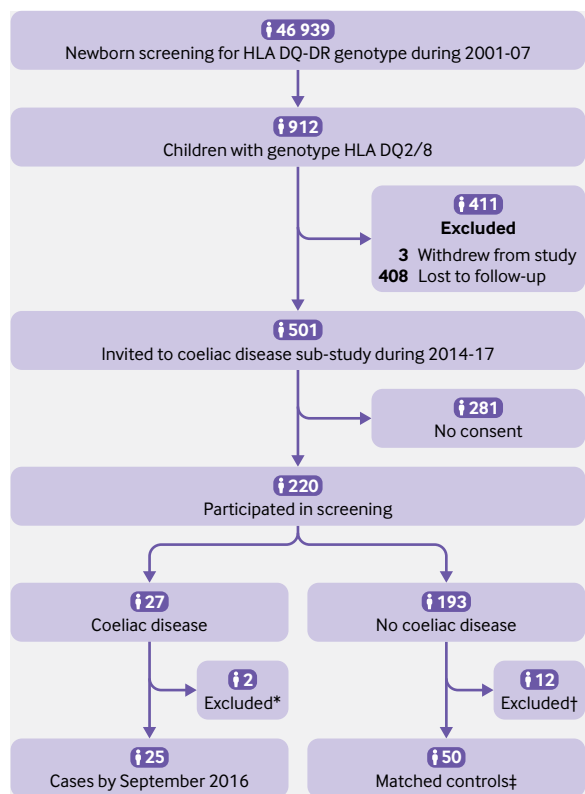 46 939
Newborn screening for HLA DQ-DR genotype during 2001-07
912
Children with genotype HLA DQ2/8
411
Excluded
3 Withdrew from study
408 Lost to follow-up
501
Invited to coeliac disease sub-study during 2014-17
281
No consent
220
Participated in screening
27
Coeliac disease
193
No coeliac disease
2
Excluded*
12
Excluded†
25
Cases by September 2016
50
Matched controls‡